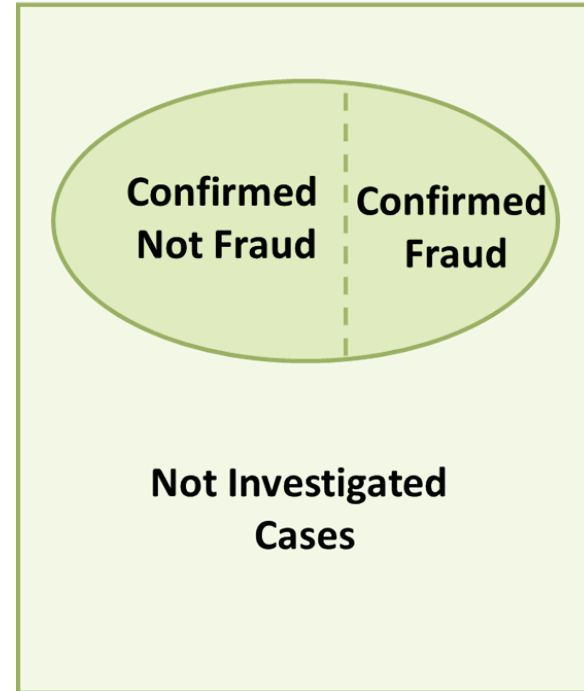 Confirmed
Not Fraud
Confirmed
Fraud
Not Investigated
Cases